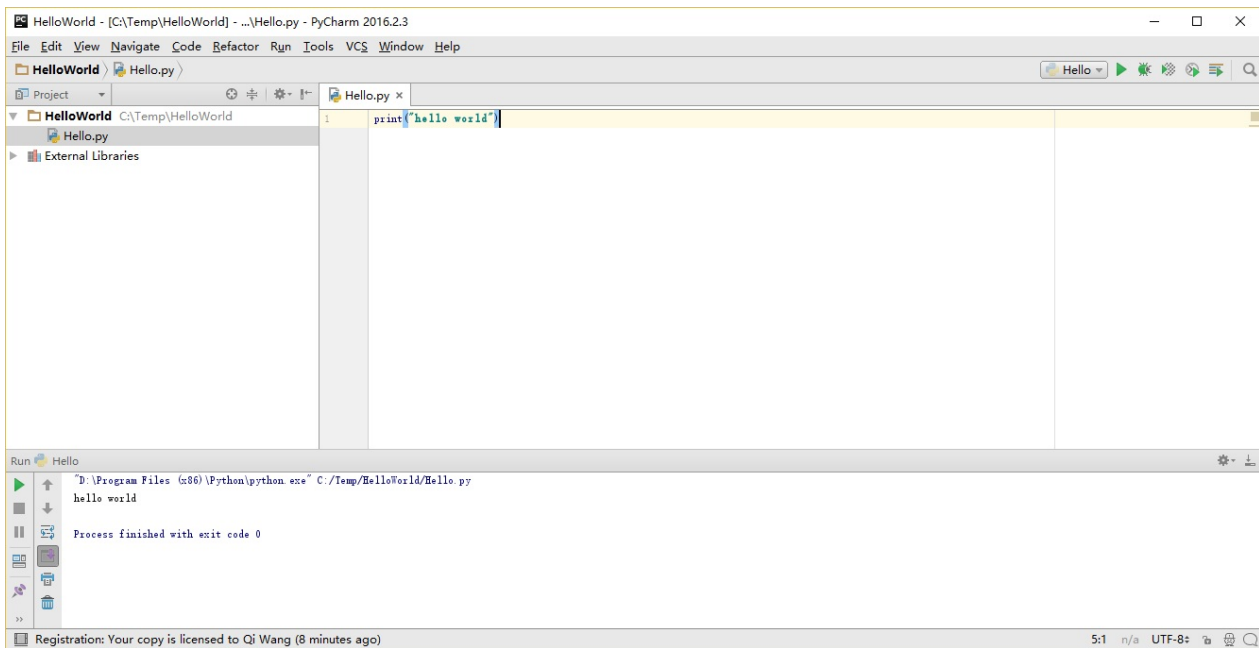 HelloWorld - [C:\Temp\HelloWorld] - ...\Hello.py - PyCharm 2016.2.3
File Edit View Navigate Code Refactor Run Tools VCS Window Help
HelloWorld Hello.py Hello
Project Hello.py ×
HelloWorld C:\Temp\HelloWorld
1 print("hello world")
Hello.py
External Libraries
Run Hello
"D:\Program Files (x86)\Python\python.exe" C:/Temp/HelloWorld/Hello.py
hello world
Process finished with exit code 0
Registration: Your copy is licensed to Qi Wang (8 minutes ago) 5:1 n/a UTF-8